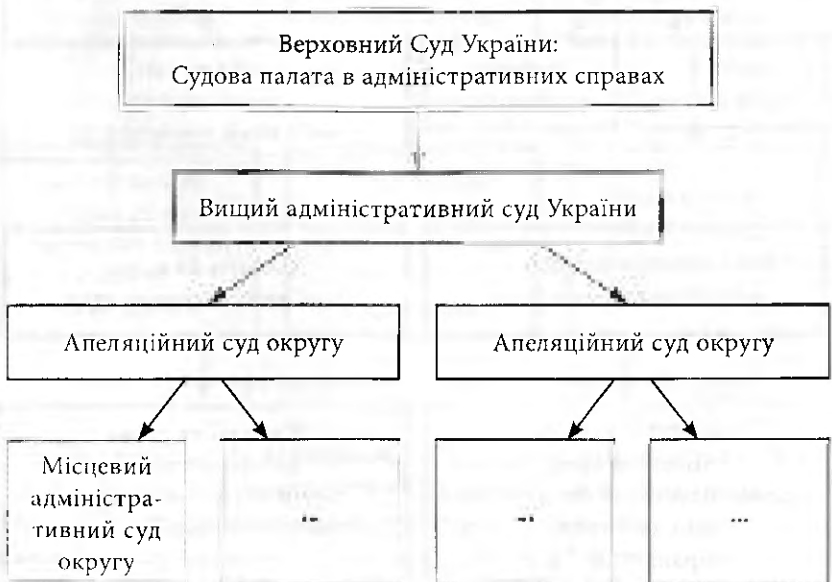 Верховний Суд України:
Судова палата в адміністративних справах
Вищий адміністративний суд України
Апеляційний суд округу
Апеляційний суд округу
Місцевий
адміністра-
тивний суд
округу
...
...
...